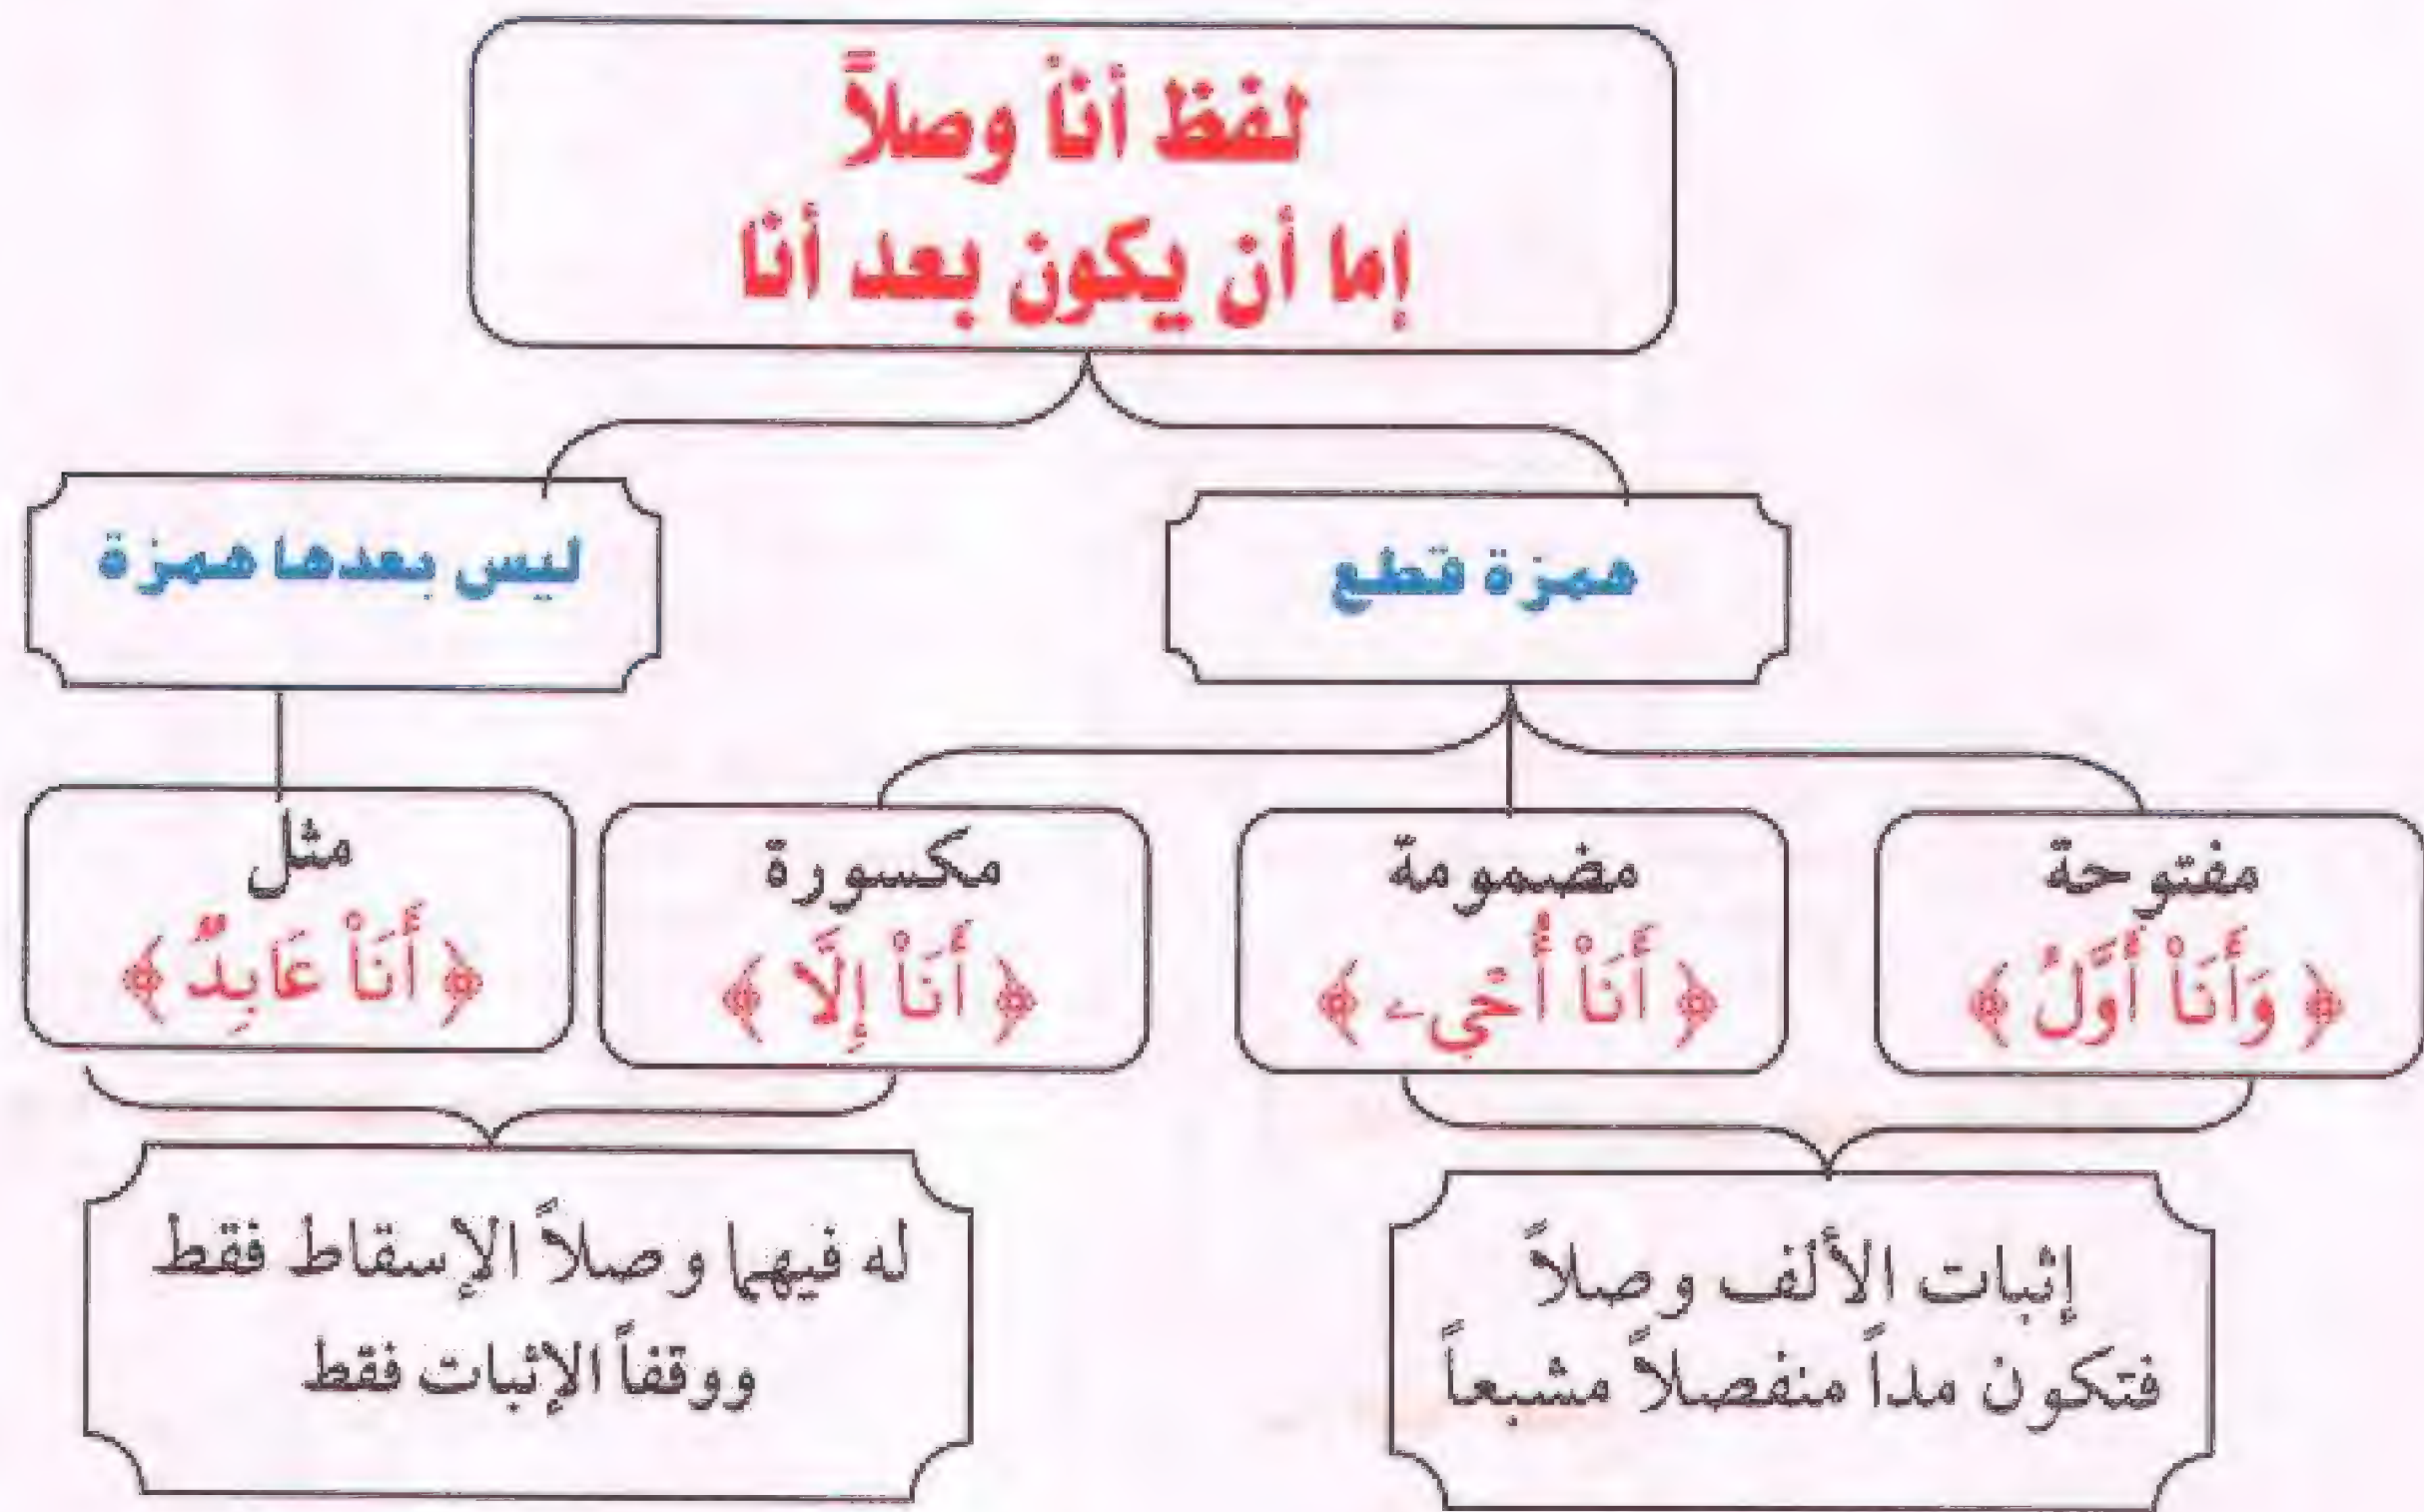 لفظ أناْ وصلاً
إما أن يكون بعد أنا
همزة قطع
ليس بعدها همزة
مفتوحة
﴿ وَأَنَا۠ أَوَّلُ ﴾
مضمومة
﴿ أَنَا۠ أُحْيِۦ ﴾
مكسورة
﴿ أَنَا۠ إِلَّا ﴾
مثل
﴿ أَنَا۠ عَابِدٌ ﴾
إثبات الألف وصلاً
فتكون مداً منفصلاً مشبعاً
له فيهما وصلاً الإسقاط فقط
ووقفاً الإثبات فقط